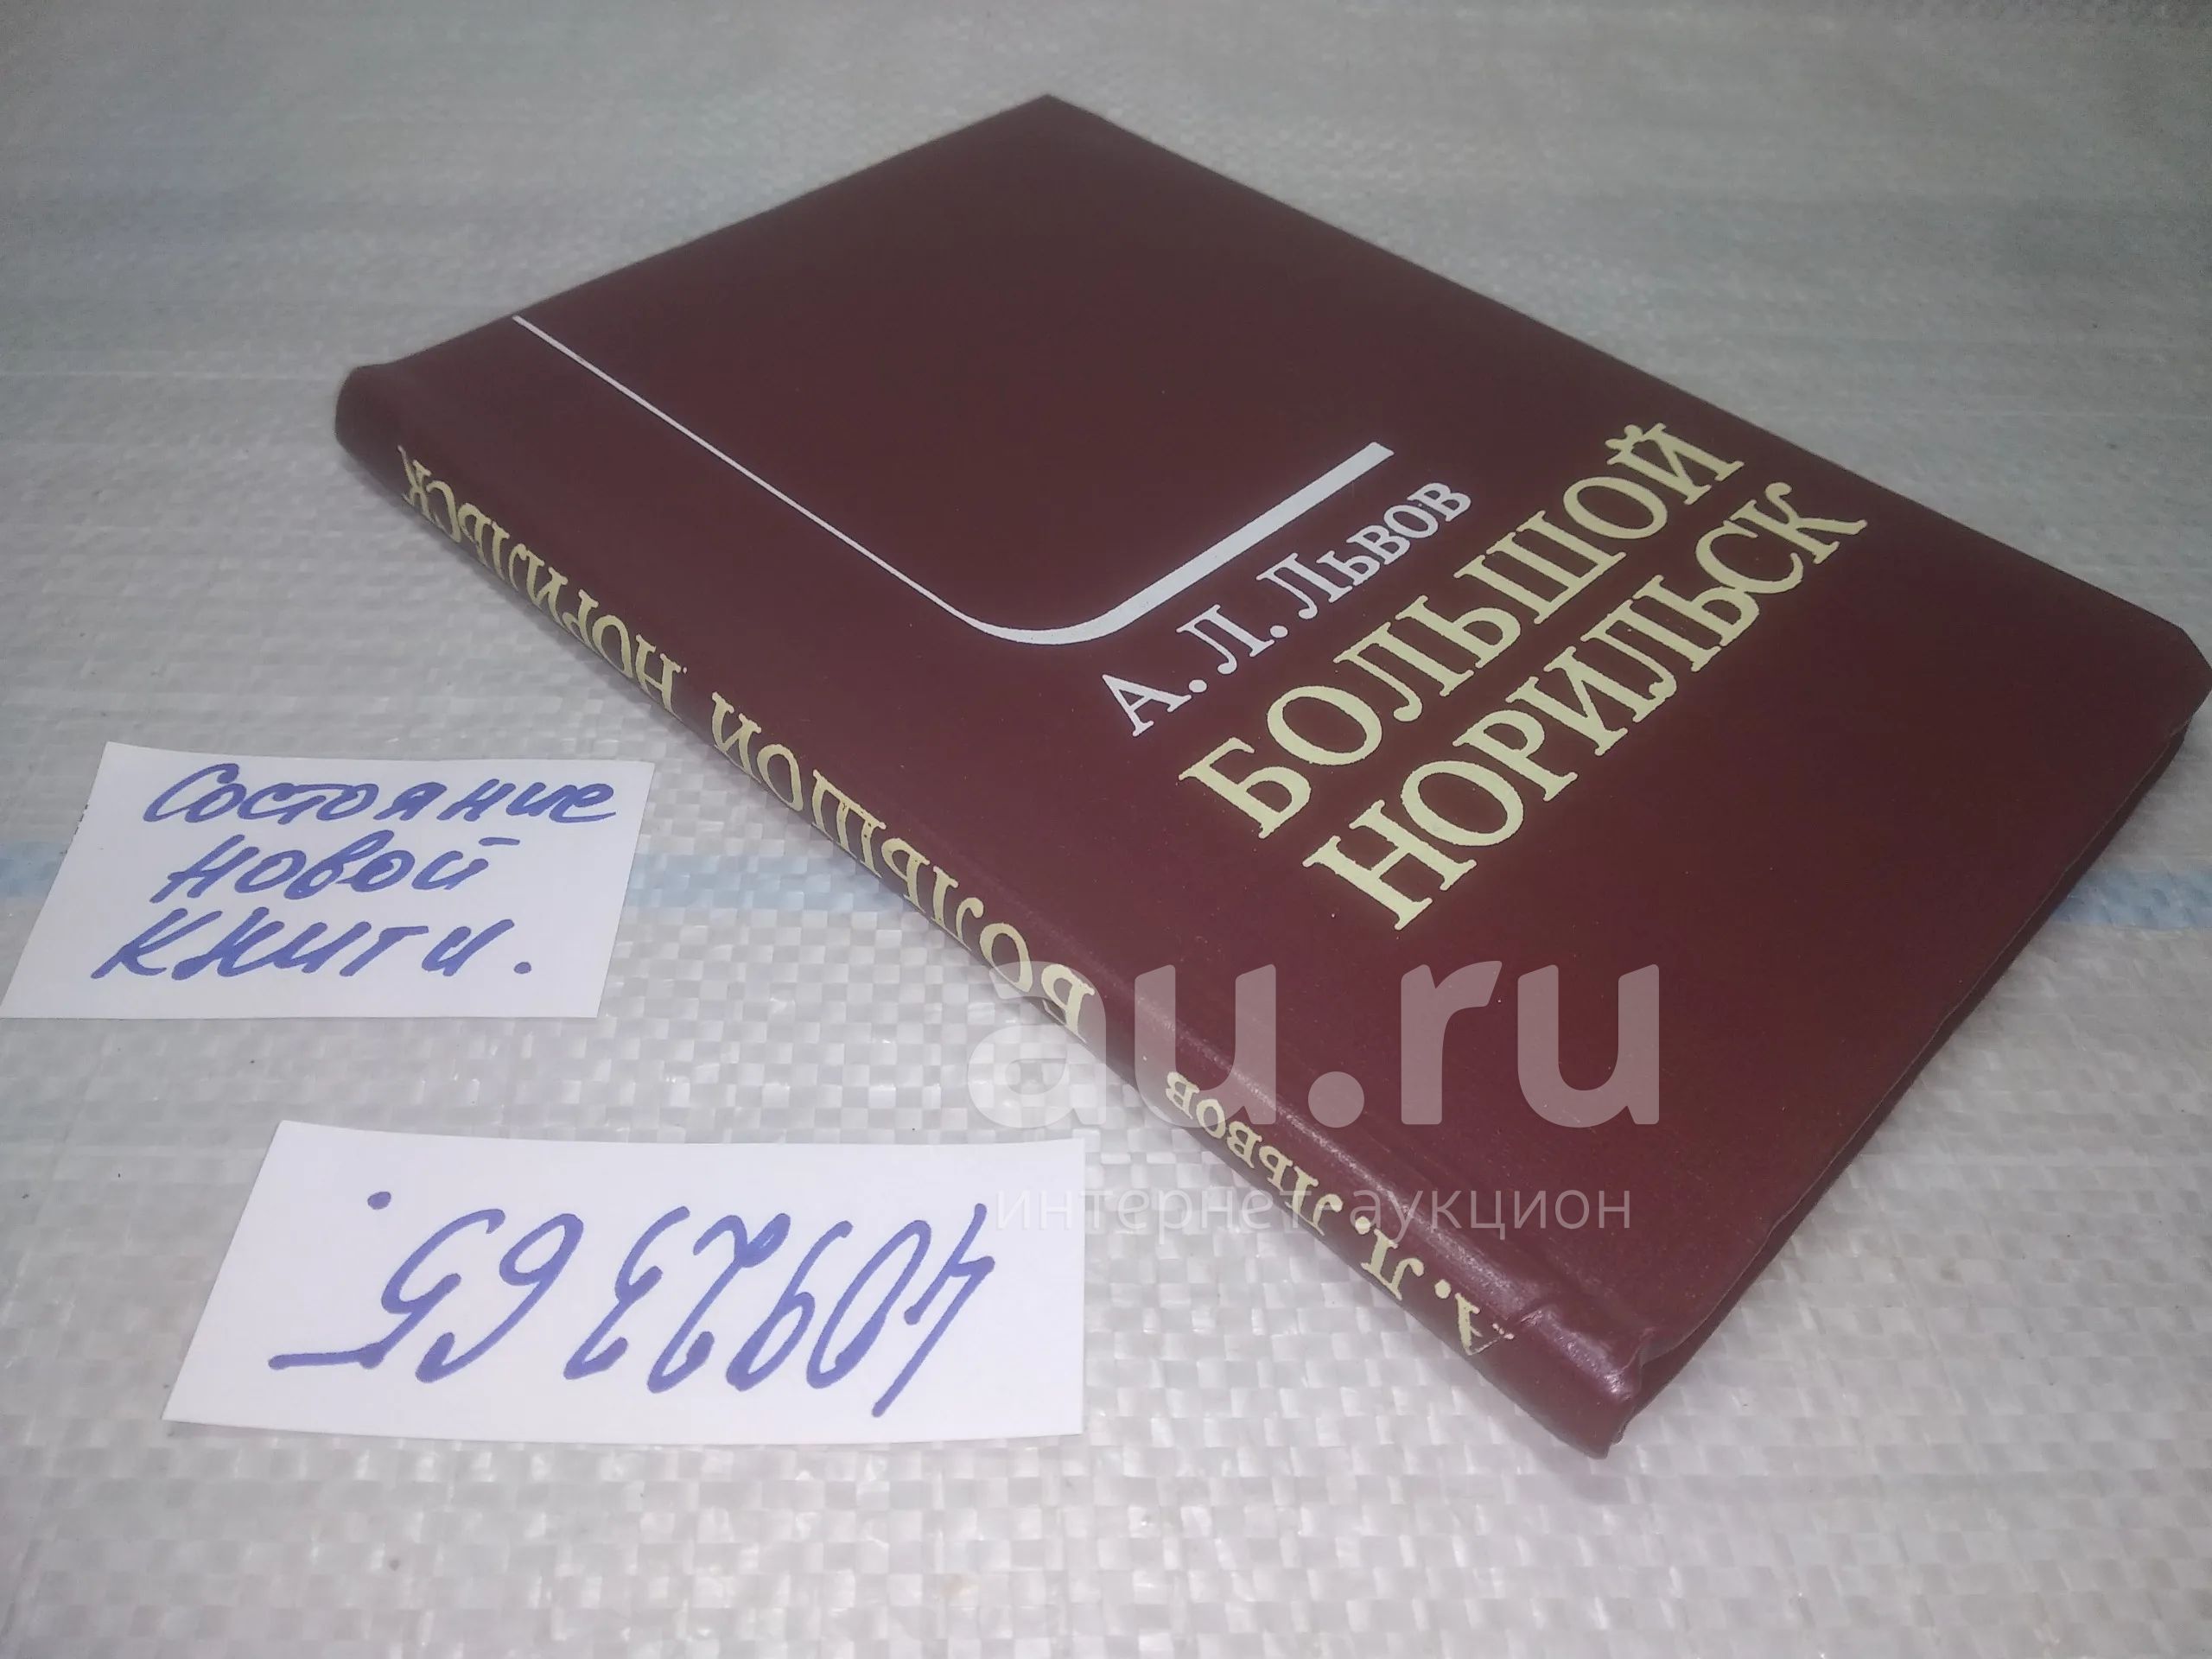 А. Л. Львов
БОЛЬШОЙ
НОРИЛЬСК
А. Л. Львов БОЛЬШОЙ НОРИЛЬСК
Состояние
новой
книги.
4092365.
au.ru
интернет аукцион